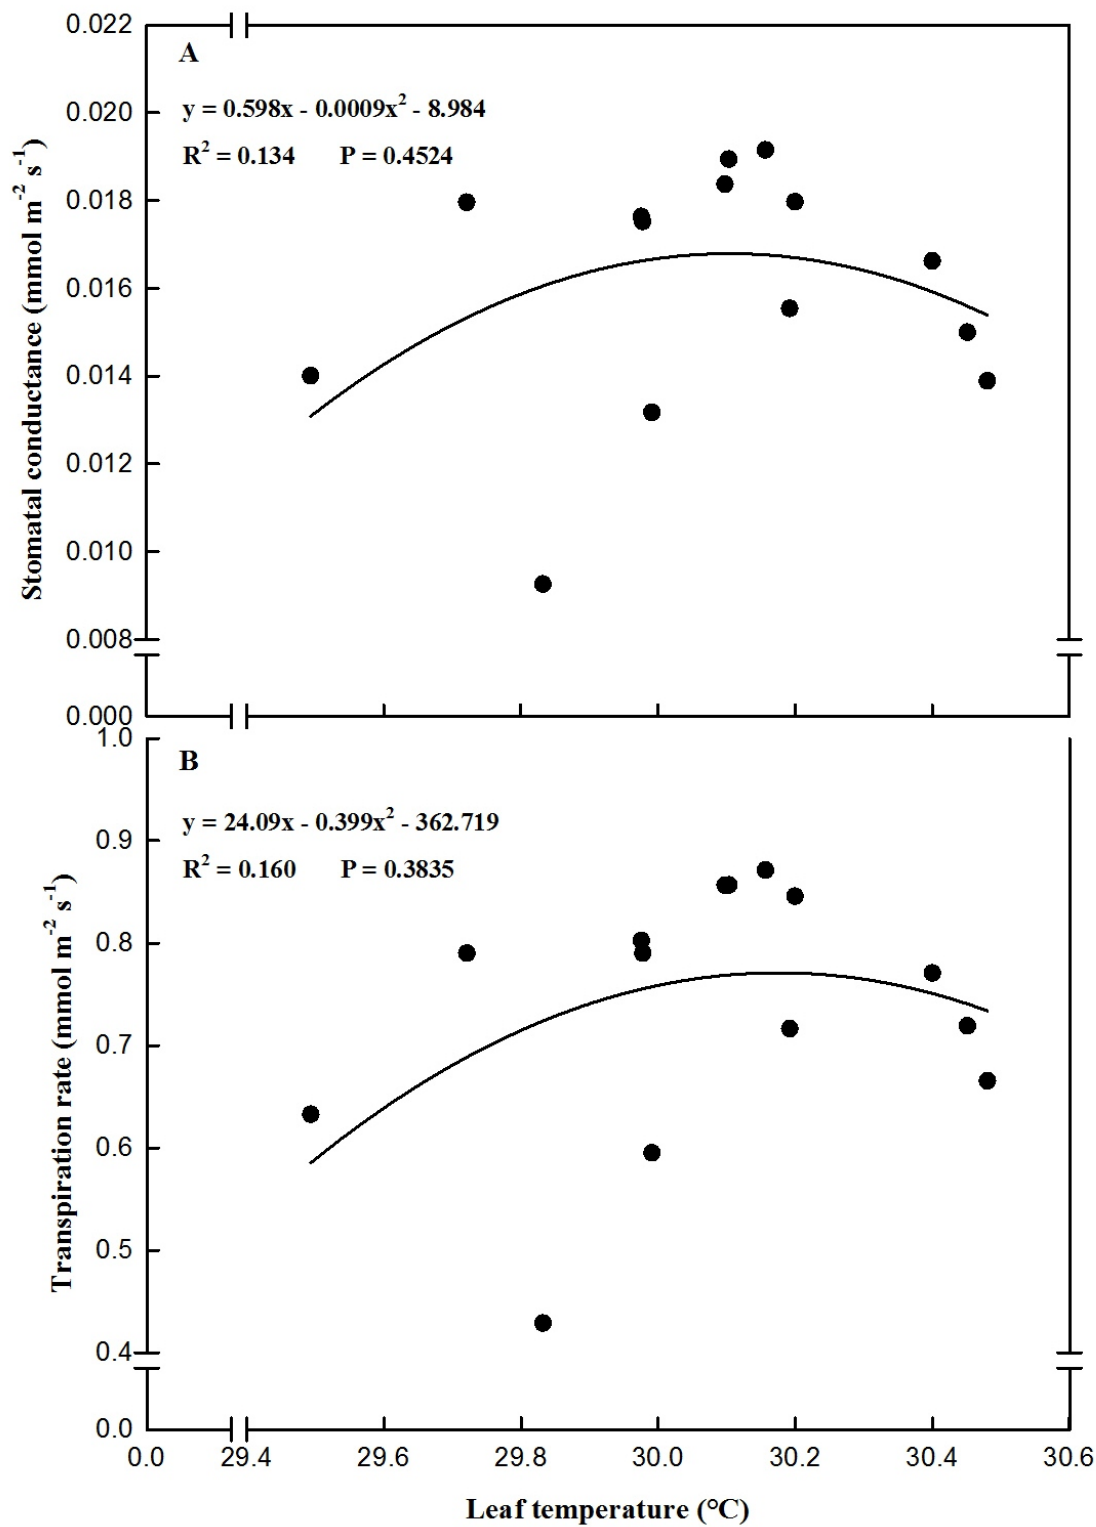 0.022
A
y = 0.598x - 0.0009x² - 8.984
R² = 0.134 P = 0.4524
0.020
0.018
0.016
0.014
0.012
0.010
0.008
0.000
Stomatal conductance (mmol m⁻² s⁻¹)
1.0
B
y = 24.09x - 0.399x² - 362.719
R² = 0.160 P = 0.3835
0.9
0.8
0.7
0.6
0.5
0.4
0.0
Transpiration rate (mmol m⁻² s⁻¹)
0.0 29.4 29.6 29.8 30.0 30.2 30.4 30.6
Leaf temperature (°C)